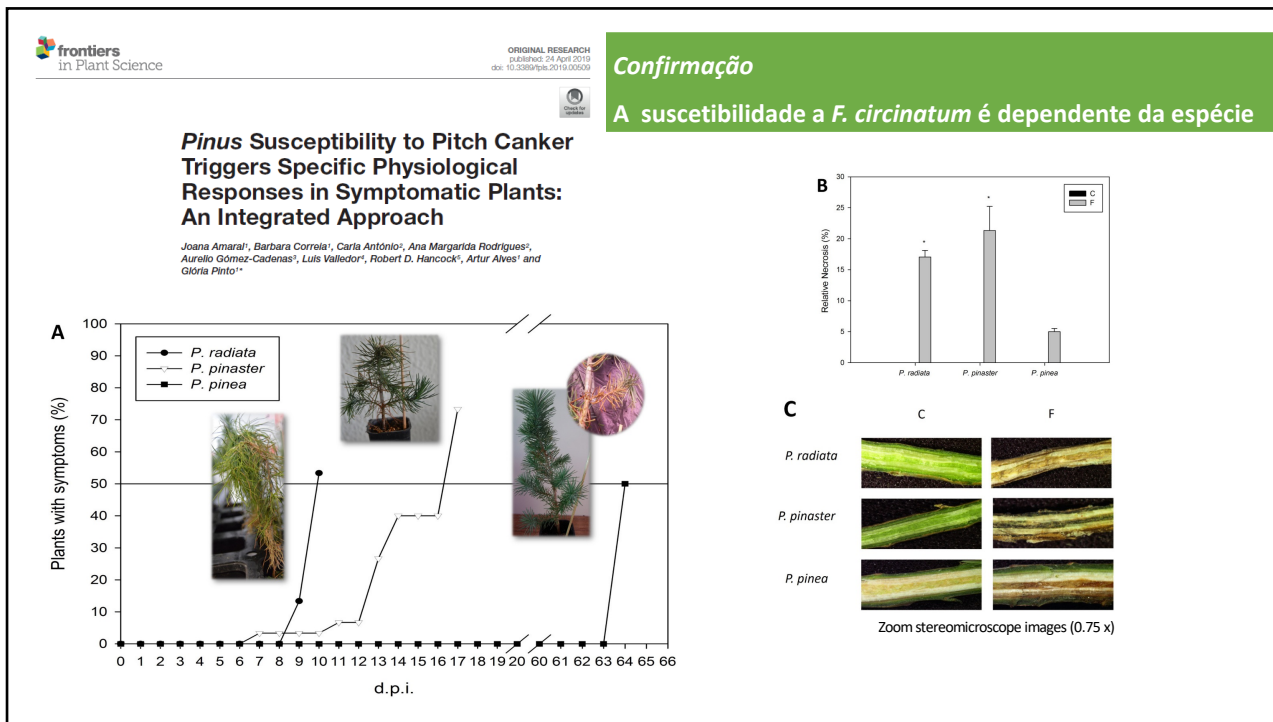 frontiers
in Plant Science
ORIGINAL RESEARCH
published: 24 April 2019
doi: 10.3389/fpls.2019.00509
Check for
updates
Pinus Susceptibility to Pitch Canker
Triggers Specific Physiological
Responses in Symptomatic Plants:
An Integrated Approach
Joana Amaral¹, Barbara Correia¹, Carla António², Ana Margarida Rodrigues²,
Aurelio Gómez-Cadenas³, Luis Valledor⁴, Robert D. Hancock⁵, Artur Alves¹ and
Glória Pinto¹*
Confirmação
A suscetibilidade a F. circinatum é dependente da espécie
A
Plants with symptoms (%)
100
90
80
70
60
50
40
30
20
10
0
P. radiata
P. pinaster
P. pinea
0 1 2 3 4 5 6 7 8 9 10 11 12 13 14 15 16 17 18 19 20 60 61 62 63 64 65 66
d.p.i.
B
Relative Necrosis (%)
30
25
20
15
10
5
0
C
F
* *
P. radiata P. pinaster P. pinea
C
C F
P. radiata
P. pinaster
P. pinea
Zoom stereomicroscope images (0.75 x)